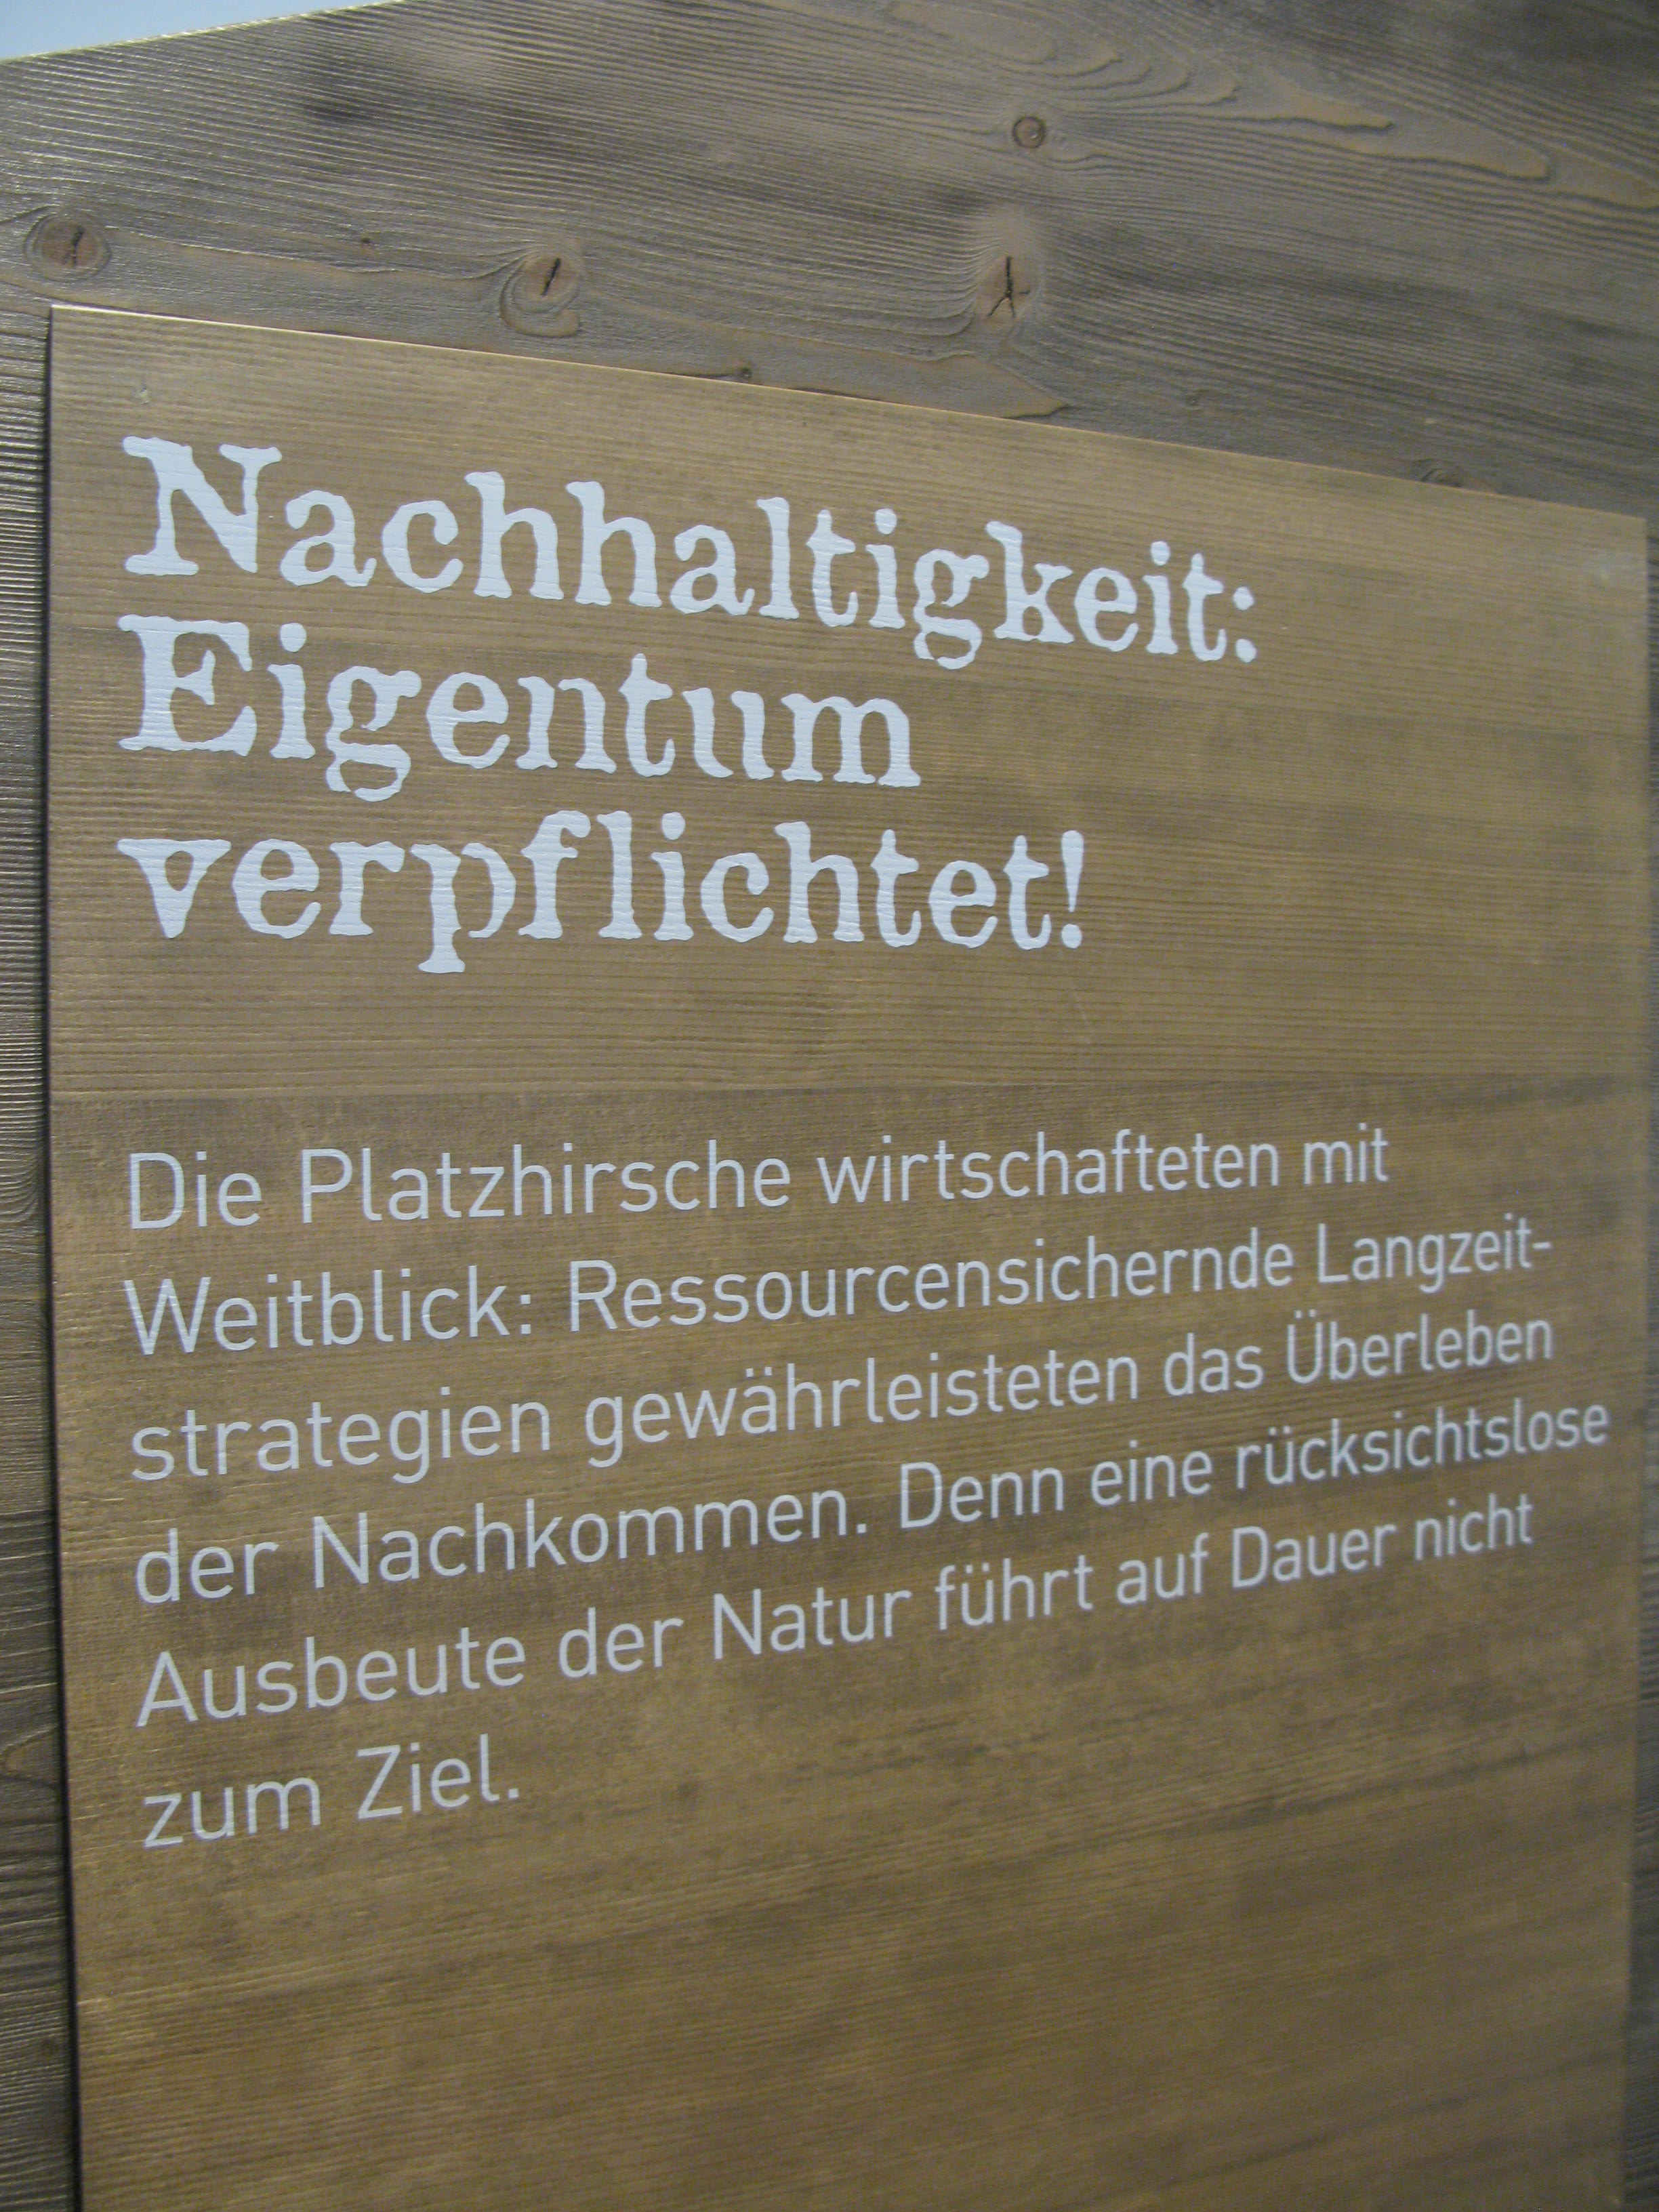 Nachhaltigkeit:
Eigentum
verpflichtet!
Die Platzhirsche wirtschafteten mit
Weitblick: Ressourcensichernde Langzeit-
strategien gewährleisteten das Überleben
der Nachkommen. Denn eine rücksichtslose
Ausbeute der Natur führt auf Dauer nicht
zum Ziel.